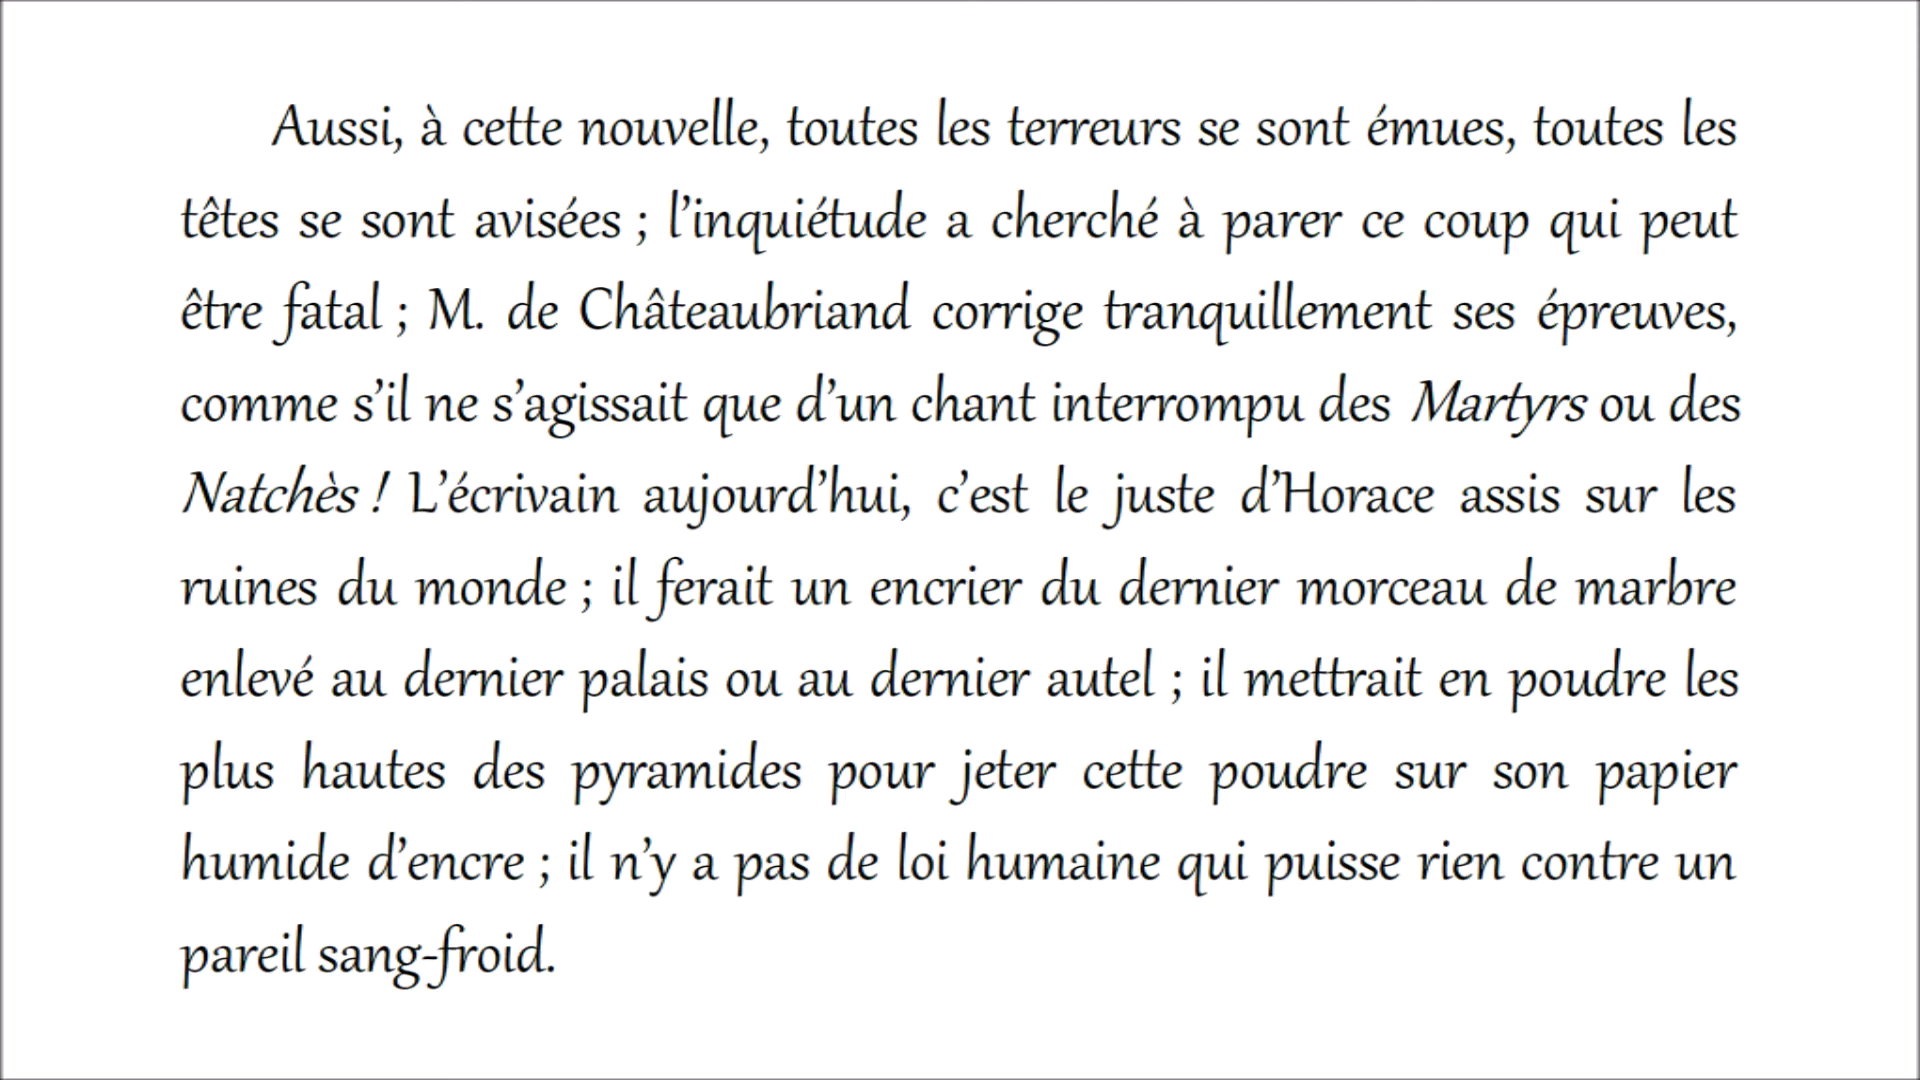 Aussi, à cette nouvelle, toutes les terreurs se sont émues, toutes les
têtes se sont avisées ; l’inquiétude a cherché à parer ce coup qui peut
être fatal ; M. de Châteaubriand corrige tranquillement ses épreuves,
comme s’il ne s’agissait que d’un chant interrompu des Martyrs ou des
Natchès ! L’écrivain aujourd’hui, c’est le juste d’Horace assis sur les
ruines du monde ; il ferait un encrier du dernier morceau de marbre
enlevé au dernier palais ou au dernier autel ; il mettrait en poudre les
plus hautes des pyramides pour jeter cette poudre sur son papier
humide d’encre ; il n’y a pas de loi humaine qui puisse rien contre un
pareil sang-froid.